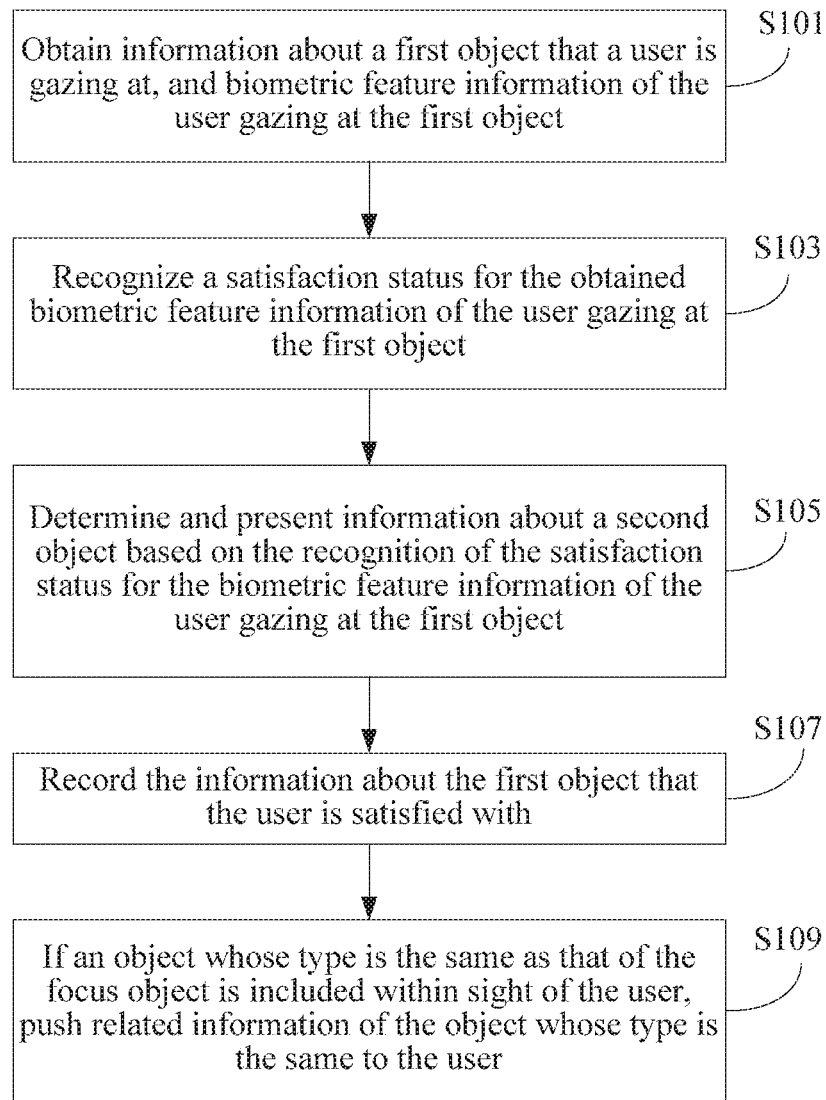 S101
Obtain information about a first object that a user is
gazing at, and biometric feature information of the
user gazing at the first object
S103
Recognize a satisfaction status for the obtained
biometric feature information of the user gazing at
the first object
S105
Determine and present information about a second
object based on the recognition of the satisfaction
status for the biometric feature information of the
user gazing at the first object
S107
Record the information about the first object that
the user is satisfied with
S109
If an object whose type is the same as that of the
focus object is included within sight of the user,
push related information of the object whose type is
the same to the user